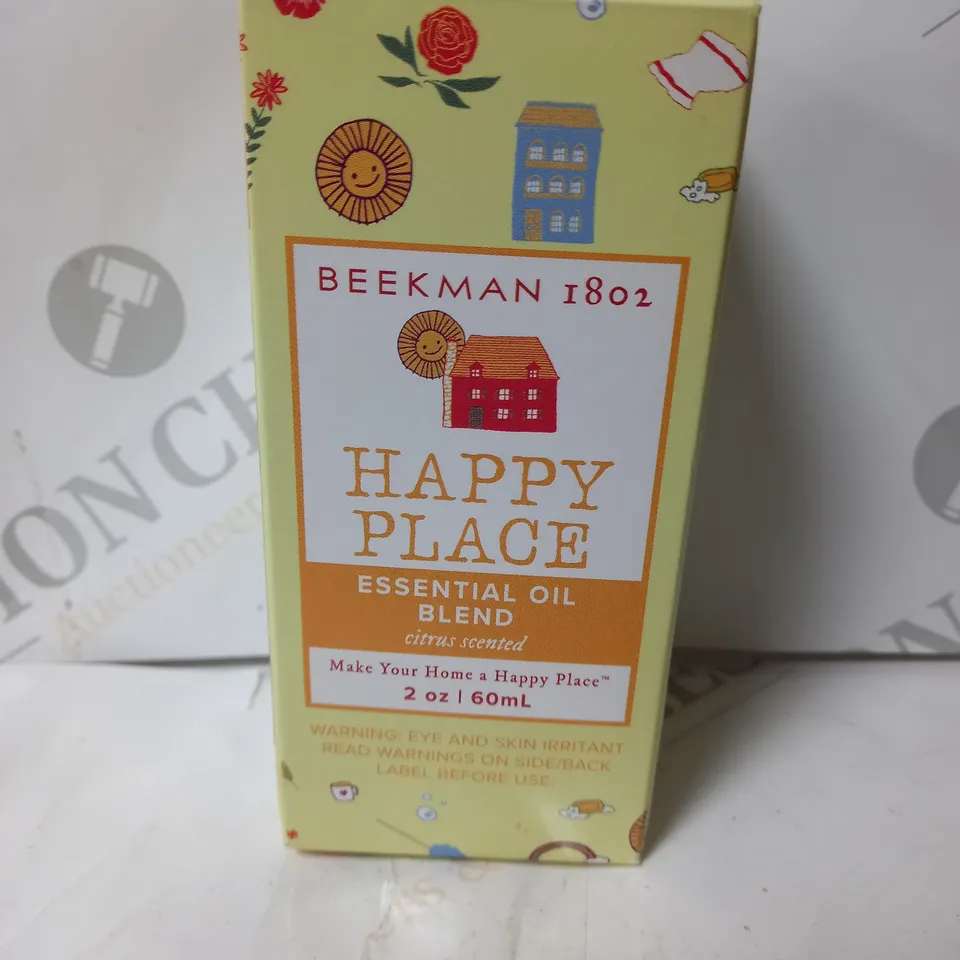 BEEKMAN 1802
HAPPY
PLACE
ESSENTIAL OIL
BLEND
citrus scented
Make Your Home a Happy Place™
2 oz | 60mL
WARNING: EYE AND SKIN IRRITANT
READ WARNINGS ON SIDE/BACK
LABEL BEFORE USE.